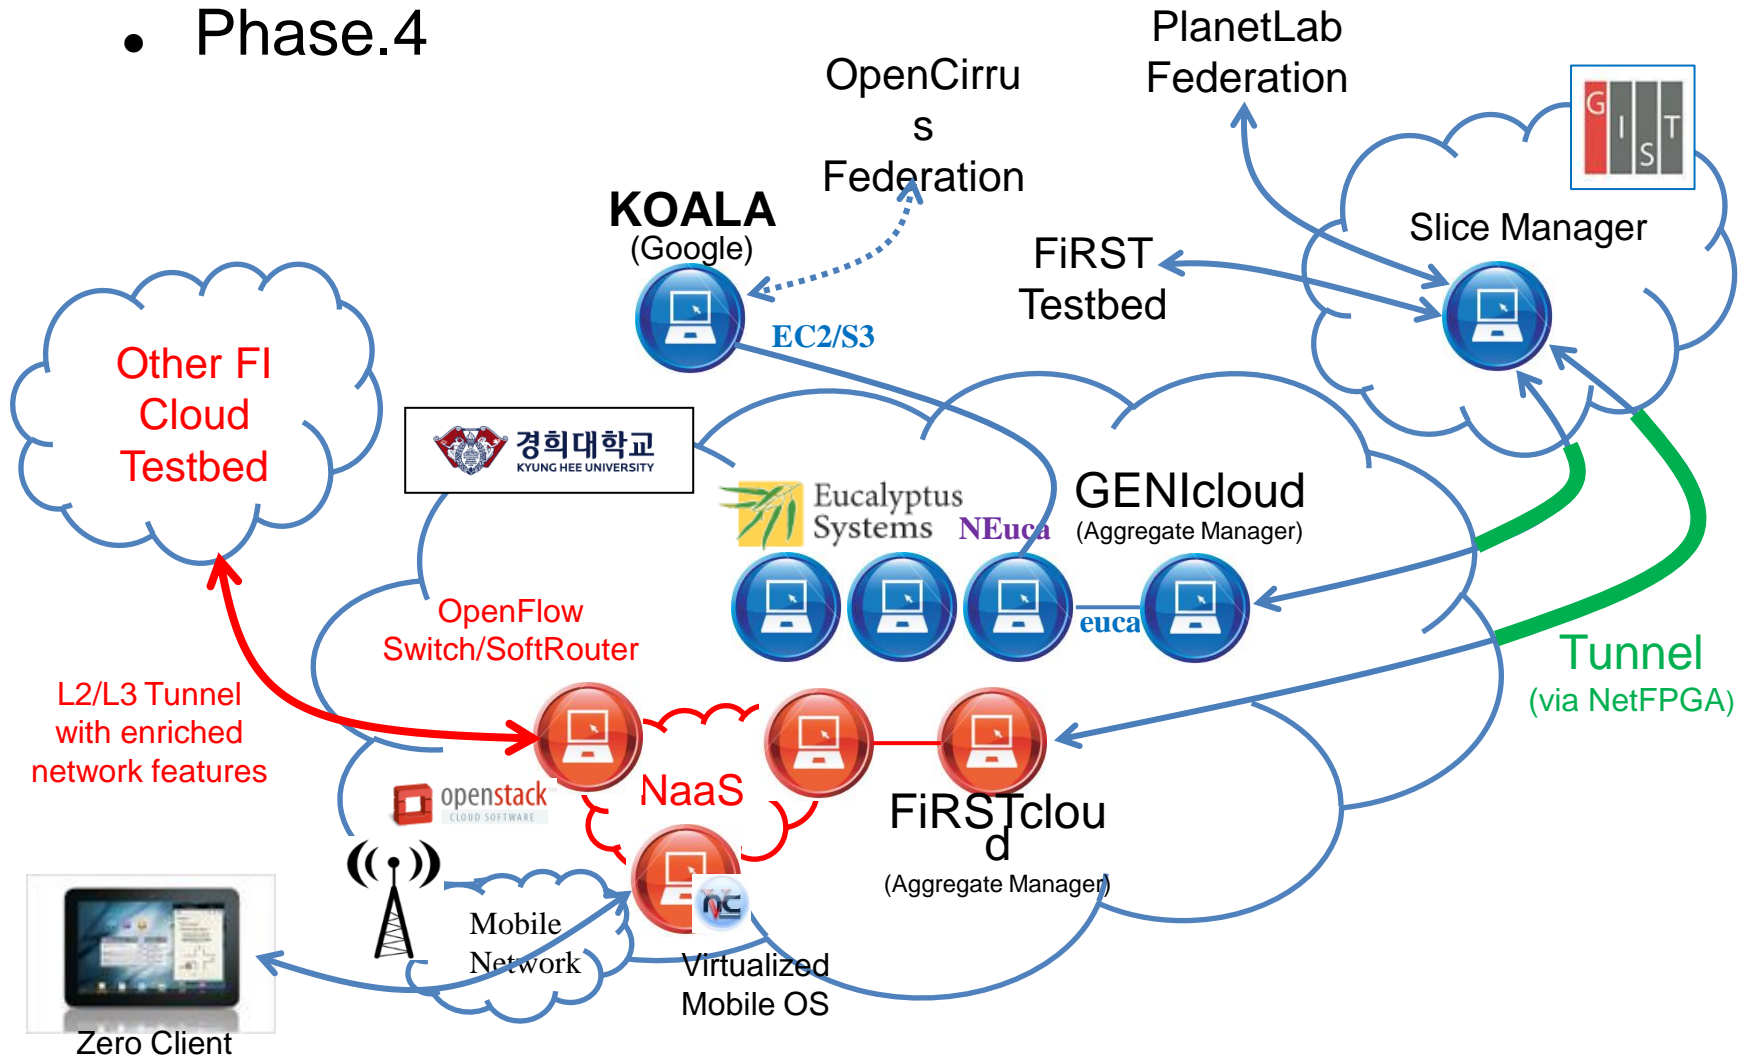 • Phase.4
PlanetLab
Federation
OpenCirru
s
Federation
GIST
KOALA
(Google)
Slice Manager
FiRST
Testbed
EC2/S3
Other FI
Cloud
Testbed
경희대학교
KYUNG HEE UNIVERSITY
Eucalyptus
Systems
NEuca
GENIcloud
(Aggregate Manager)
euca
OpenFlow
Switch/SoftRouter
Tunnel
(via NetFPGA)
L2/L3 Tunnel
with enriched
network features
openstack
CLOUD SOFTWARE
NaaS
FiRSTclou
d
(Aggregate Manager)
Mobile
Network
Virtualized
Mobile OS
Zero Client